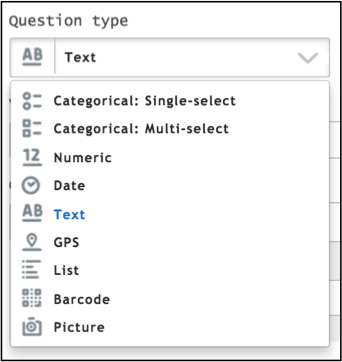 Question type
AB Text
Categorical: Single-select
Categorical: Multi-select
12 Numeric
Date
AB Text
GPS
List
Barcode
Picture